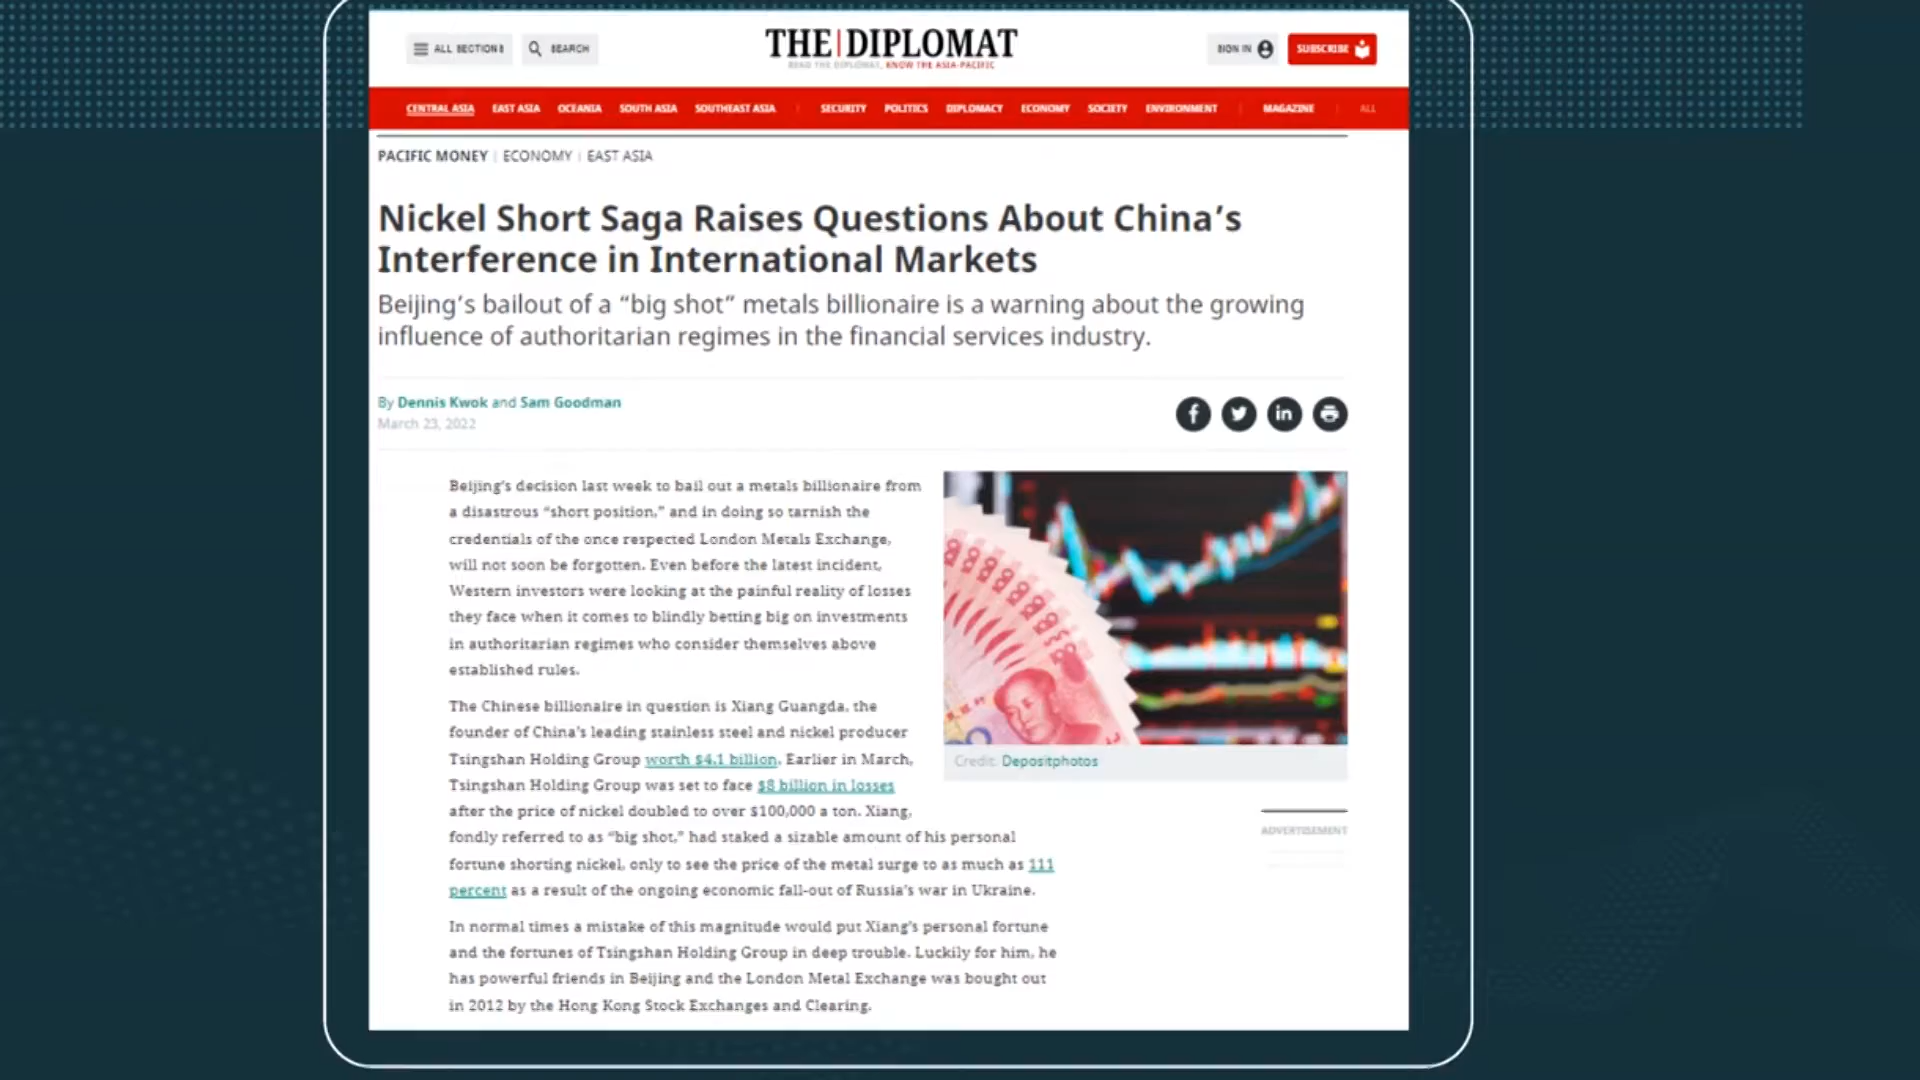 ALL SECTIONS
SEARCH
THE|DIPLOMAT
READ THE DIPLOMAT, KNOW THE ASIA-PACIFIC
SIGN IN
SUBSCRIBE
CENTRAL ASIA EAST ASIA OCEANIA SOUTH ASIA SOUTHEAST ASIA | SECURITY POLITICS DIPLOMACY ECONOMY SOCIETY ENVIRONMENT | MAGAZINE | ALL
PACIFIC MONEY | ECONOMY | EAST ASIA
Nickel Short Saga Raises Questions About China’s
Interference in International Markets
Beijing’s bailout of a “big shot” metals billionaire is a warning about the growing
influence of authoritarian regimes in the financial services industry.
By Dennis Kwok and Sam Goodman
March 23, 2022
Beijing’s decision last week to bail out a metals billionaire from
a disastrous “short position,” and in doing so tarnish the
credentials of the once respected London Metals Exchange,
will not soon be forgotten. Even before the latest incident,
Western investors were looking at the painful reality of losses
they face when it comes to blindly betting big on investments
in authoritarian regimes who consider themselves above
established rules.
The Chinese billionaire in question is Xiang Guangda, the
founder of China’s leading stainless steel and nickel producer
Tsingshan Holding Group worth $4.1 billion. Earlier in March,
Tsingshan Holding Group was set to face $8 billion in losses
after the price of nickel doubled to over $100,000 a ton. Xiang,
fondly referred to as “big shot,” had staked a sizable amount of his personal
fortune shorting nickel, only to see the price of the metal surge to as much as 111
percent as a result of the ongoing economic fall-out of Russia’s war in Ukraine.
In normal times a mistake of this magnitude would put Xiang’s personal fortune
and the fortunes of Tsingshan Holding Group in deep trouble. Luckily for him, he
has powerful friends in Beijing and the London Metal Exchange was bought out
in 2012 by the Hong Kong Stock Exchanges and Clearing.
100
Credit: Depositphotos
ADVERTISEMENT